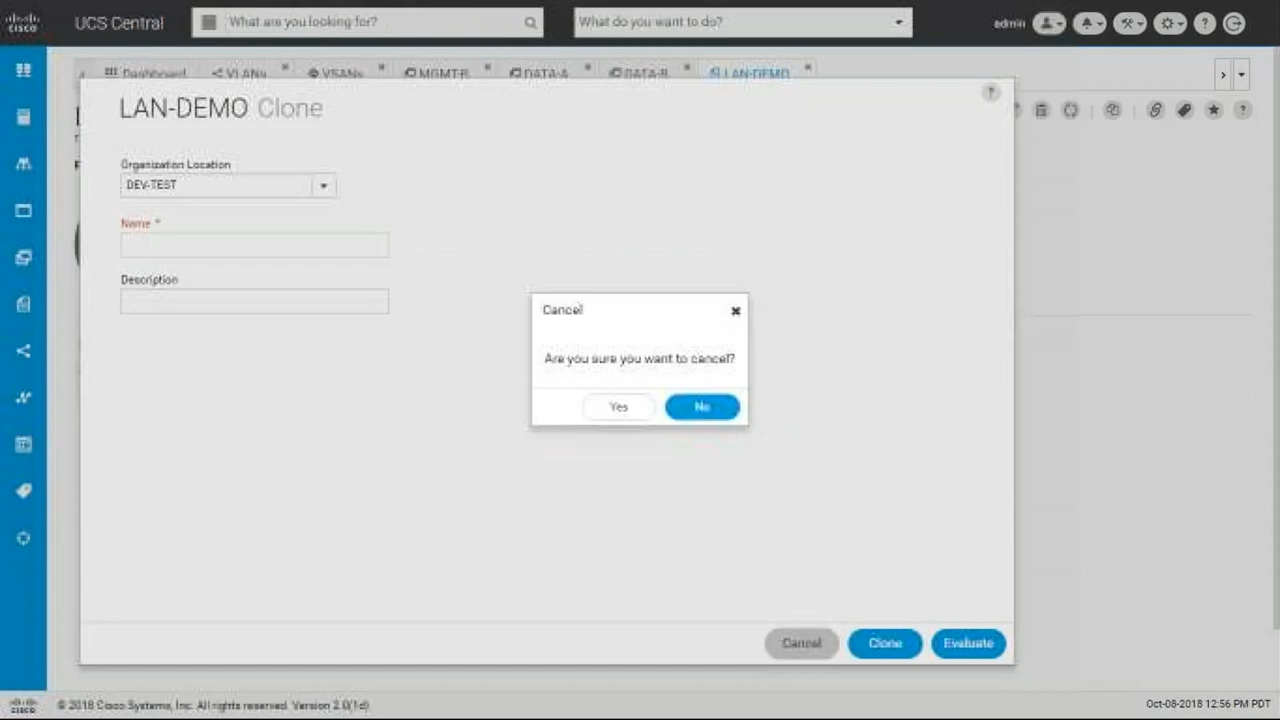 cisco
UCS Central
What are you looking for?
What do you want to do?
admin
Dashboard
VLANs
VSANs
MGMT-B
DATA-A
DATA-B
LAN-DEMO
LAN-DEMO Clone
Organization Location
DEV-TEST
Name *
Description
Cancel
Are you sure you want to cancel?
Yes
No
Cancel
Clone
Evaluate
cisco
© 2018 Cisco Systems, Inc. All rights reserved. Version 2.0(1d)
Oct-08-2018 12:56 PM PDT